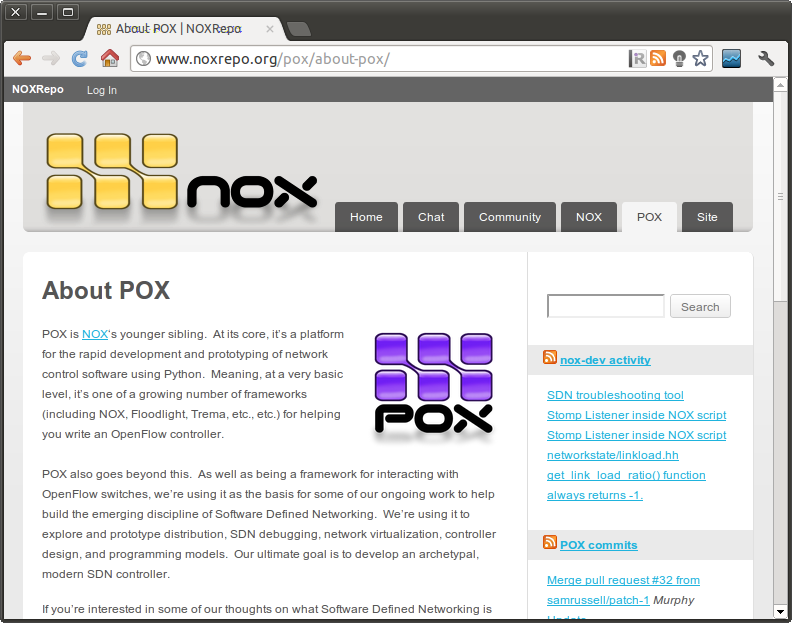 About POX | NOXRepo
www.noxrepo.org/pox/about-pox/
NOXRepo Log In
nox
Home Chat Community NOX POX Site
About POX
POX is NOX's younger sibling. At its core, it's a platform
for the rapid development and prototyping of network
control software using Python. Meaning, at a very basic
level, it's one of a growing number of frameworks
(including NOX, Floodlight, Trema, etc., etc.) for helping
you write an OpenFlow controller.
POX
POX also goes beyond this. As well as being a framework for interacting with
OpenFlow switches, we're using it as the basis for some of our ongoing work to help
build the emerging discipline of Software Defined Networking. We're using it to
explore and prototype distribution, SDN debugging, network virtualization, controller
design, and programming models. Our ultimate goal is to develop an archetypal,
modern SDN controller.
If you're interested in some of our thoughts on what Software Defined Networking is
Search
nox-dev activity
SDN troubleshooting tool
Stomp Listener inside NOX script
Stomp Listener inside NOX script
networkstate/linkload.hh
get_link_load_ratio() function
always returns -1.
POX commits
Merge pull request #32 from
samrussell/patch-1 Murphy
Update